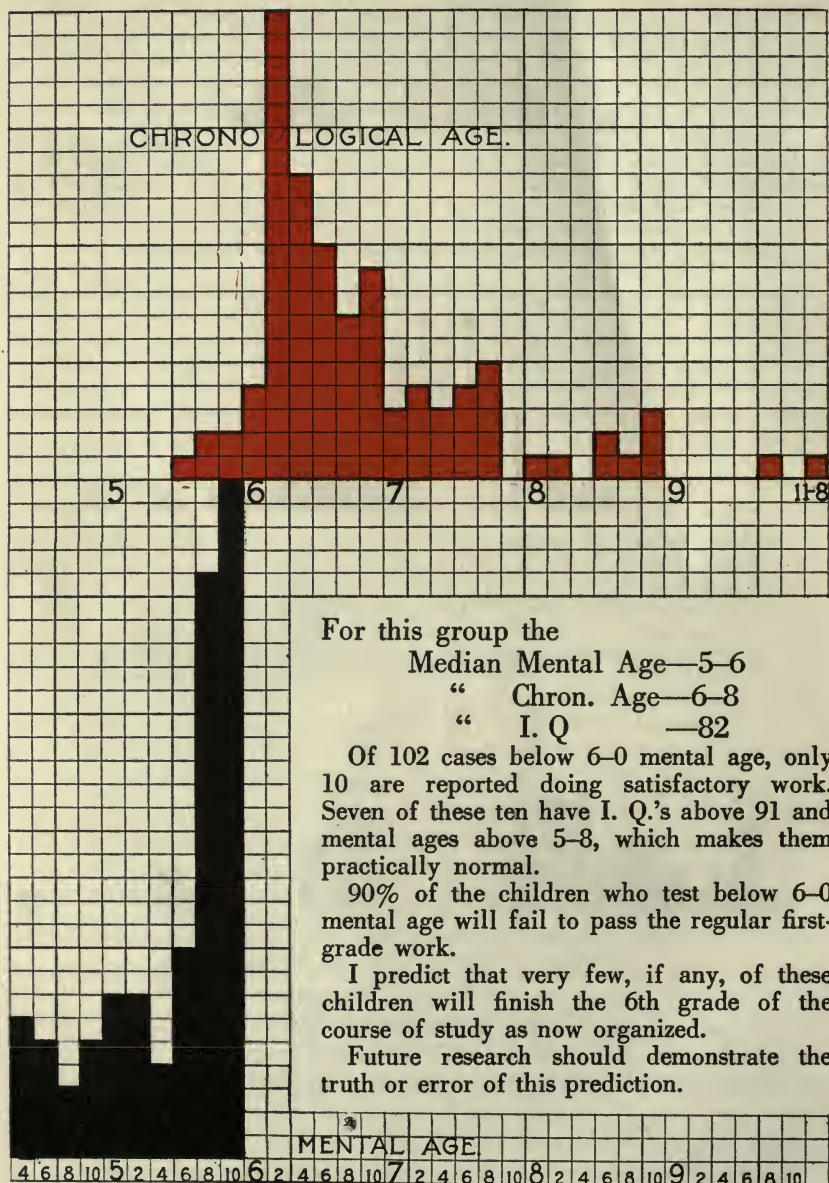 CHRONOLOGICAL AGE.
5 6 7 8 9 11-8
For this group the
Median Mental Age—5–6
“ Chron. Age—6–8
“ I. Q —82
Of 102 cases below 6–0 mental age, only
10 are reported doing satisfactory work.
Seven of these ten have I. Q.'s above 91 and
mental ages above 5–8, which makes them
practically normal.
90% of the children who test below 6–0
mental age will fail to pass the regular first-
grade work.
I predict that very few, if any, of these
children will finish the 6th grade of the
course of study as now organized.
Future research should demonstrate the
truth or error of this prediction.
MENTAL AGE
4 6 8 10 5 2 4 6 8 10 6 2 4 6 8 10 7 2 4 6 8 10 8 2 4 6 8 10 9 2 4 6 8 10